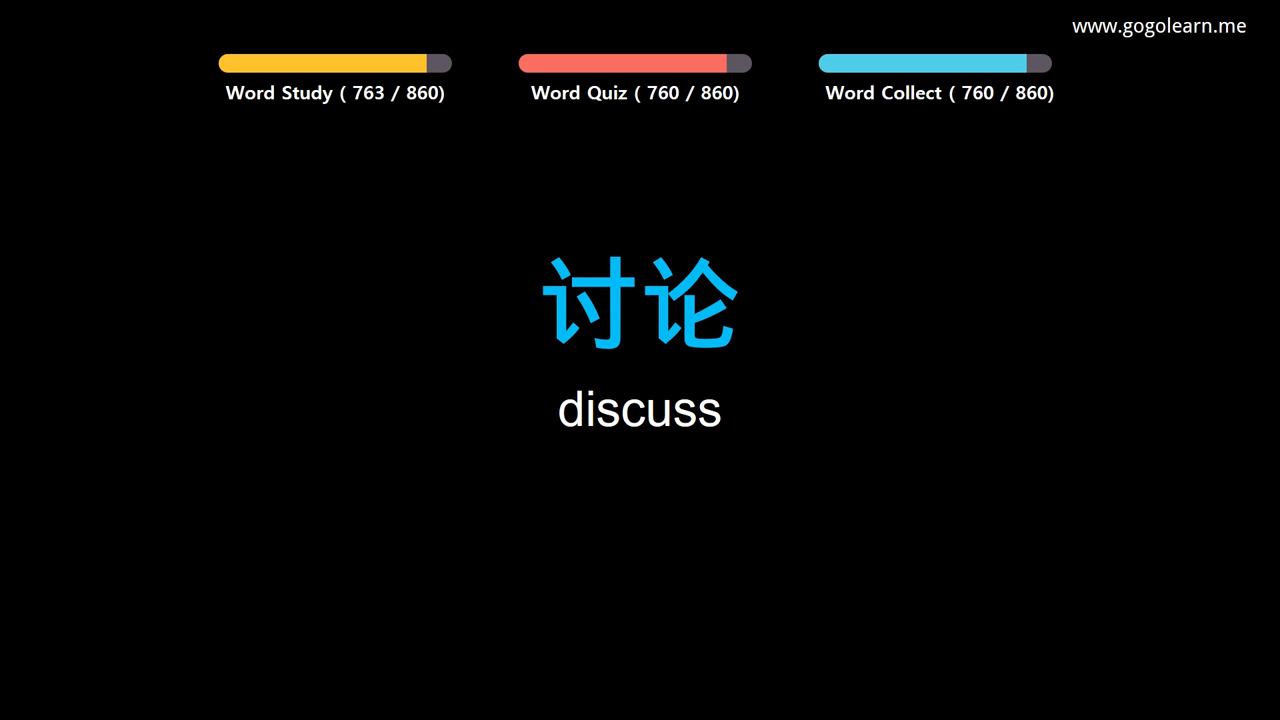 www.gogolearn.me
Word Study ( 763 / 860)
Word Quiz ( 760 / 860)
Word Collect ( 760 / 860)
讨论
discuss